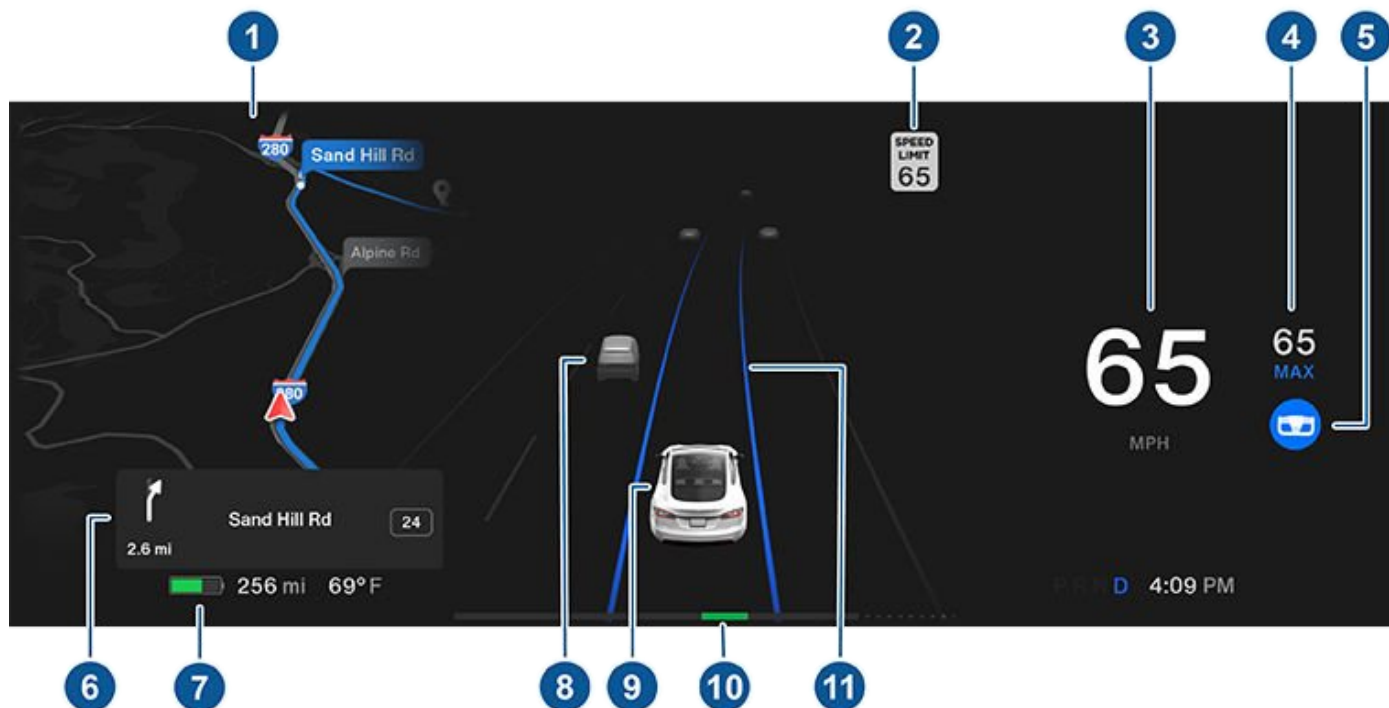 1
2
3
4
5
280
Sand Hill Rd
SPEED
LIMIT
65
Alpine Rd
65
65
MAX
MPH
280
Sand Hill Rd
24
2.6 mi
256 mi 69°F
PRND 4:09 PM
6
7
8
9
10
11